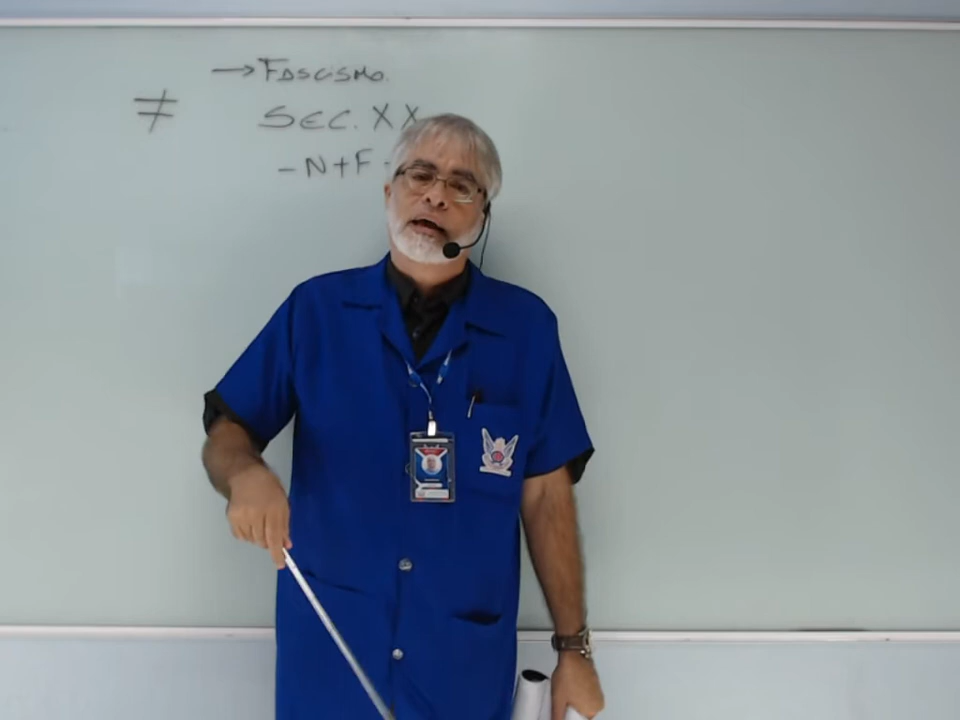 → Fascismo.
≠ SEC. XX
- N + F -